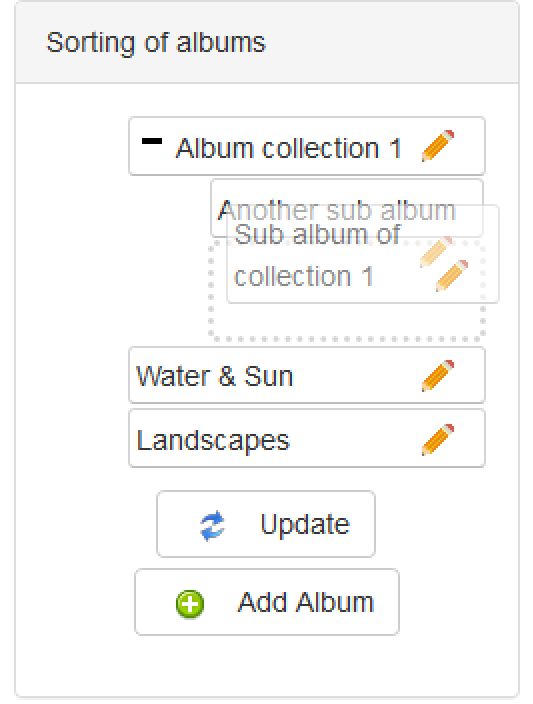 Sorting of albums
Album collection 1
Another sub album
Sub album of
collection 1
Water & Sun
Landscapes
Update
Add Album